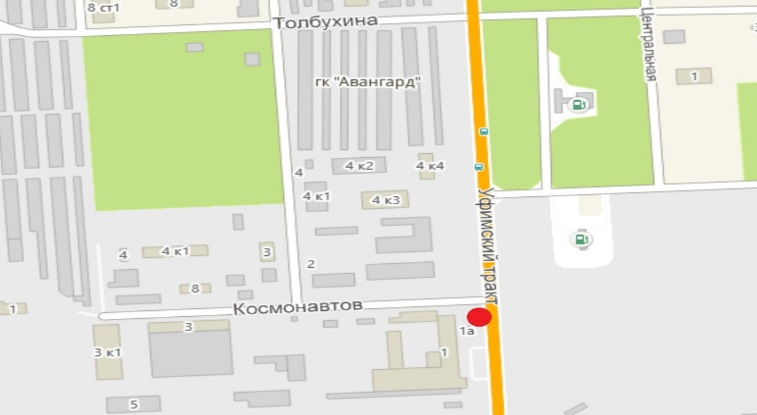 8 ст1
8
Толбухина
Центральная
гк "Авангард"
1
4
4 к2
4 к4
4 к1
4 к3
Уфимский тракт
4
4 к1
3
2
8
Космонавтов
1
3
1а
3 к1
1
5